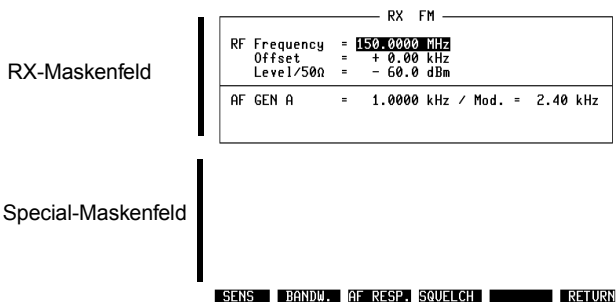 RX FM
RF Frequency = 150.0000 MHz
Offset = + 0.00 kHz
Level/50Ω = - 60.0 dBm
RX-Maskenfeld
AF GEN A = 1.0000 kHz / Mod. = 2.40 kHz
Special-Maskenfeld
SENS BANDW. AF RESP. SQUELCH RETURN